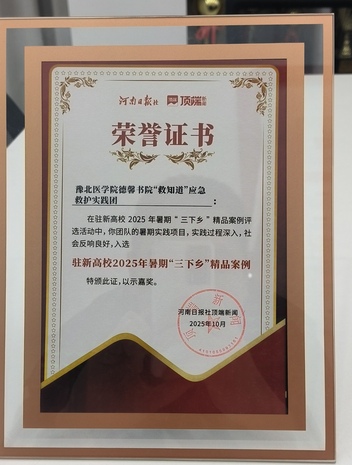 河南日报社 顶端新闻
荣誉证书
豫北医学院德馨书院“救知道”应急
救护实践团：
在驻新高校 2025 年暑期“三下乡”精品案例评
选活动中，你团队的暑期实践项目，实践过程深入，社
会反响良好，入选
驻新高校2025年暑期“三下乡”精品案例
特颁此证，以示嘉奖。
河南日报社顶端新闻
2025年10月